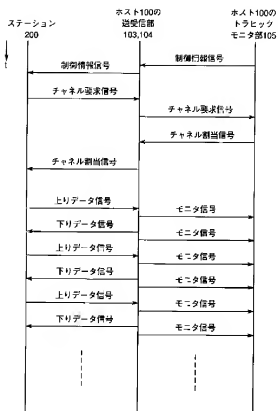 ステーション
200
ホスト100の
送受信部
103,104
ホスト100の
トラヒック
モニタ部105
t
制御情報信号
制御情報信号
チャネル要求信号
チャネル要求信号
チャネル割当信号
チャネル割当信号
上りデータ信号
モニタ信号
下りデータ信号
モニタ信号
上りデータ信号
モニタ信号
下りデータ信号
モニタ信号
上りデータ信号
モニタ信号
下りデータ信号
モニタ信号